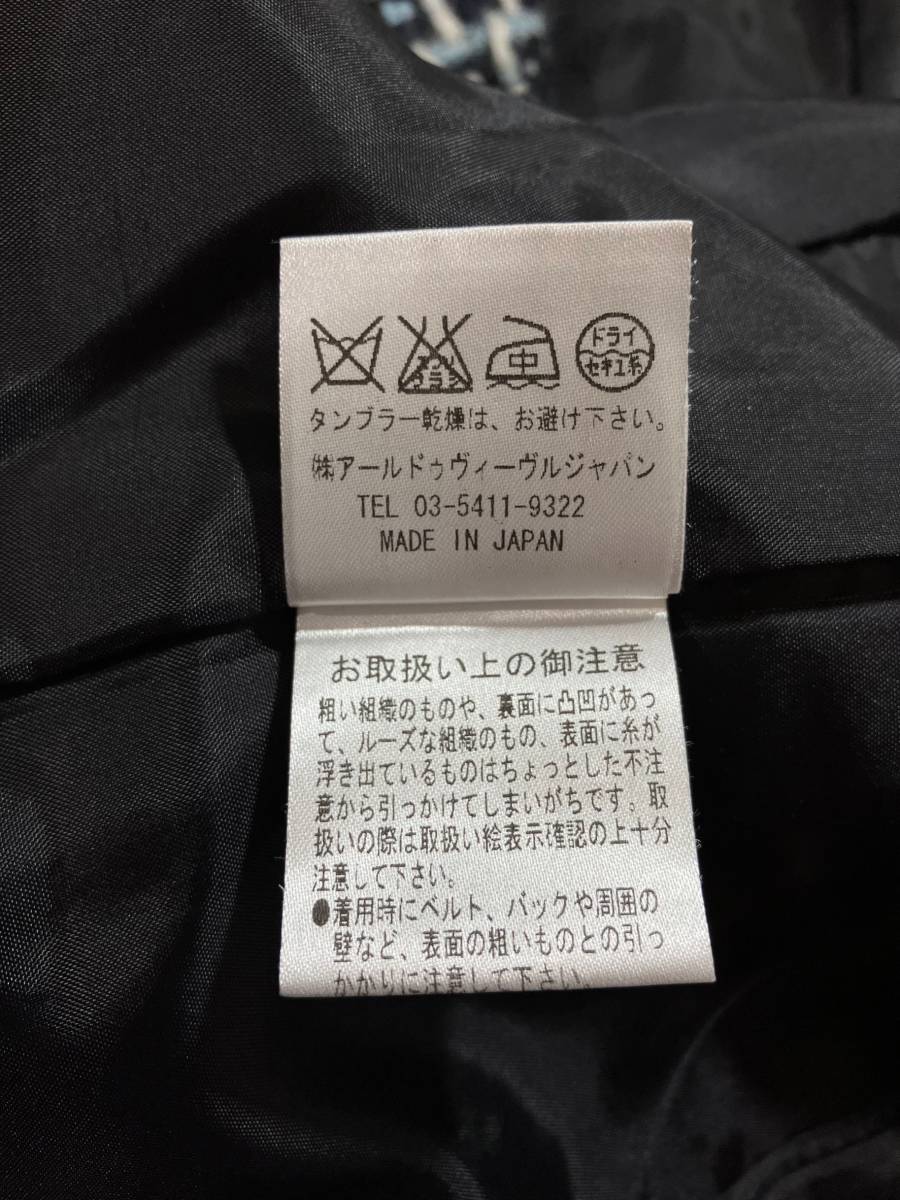 エンソ
サラシ
中
ドライ
セキユ系
タンブラー乾燥は、お避け下さい。
㈱アールドゥヴィーヴルジャパン
TEL 03-5411-9322
MADE IN JAPAN
お取扱い上の御注意
粗い組織のものや、裏面に凸凹があっ
て、ルーズな組織のもの、表面に糸が
浮き出ているものはちょっとした不注
意から引っかけてしまいがちです。取
扱いの際は取扱い絵表示確認の上十分
注意して下さい。
●着用時にベルト、バックや周囲の
壁など、表面の粗いものとの引っ
かかりに注意して下さい。